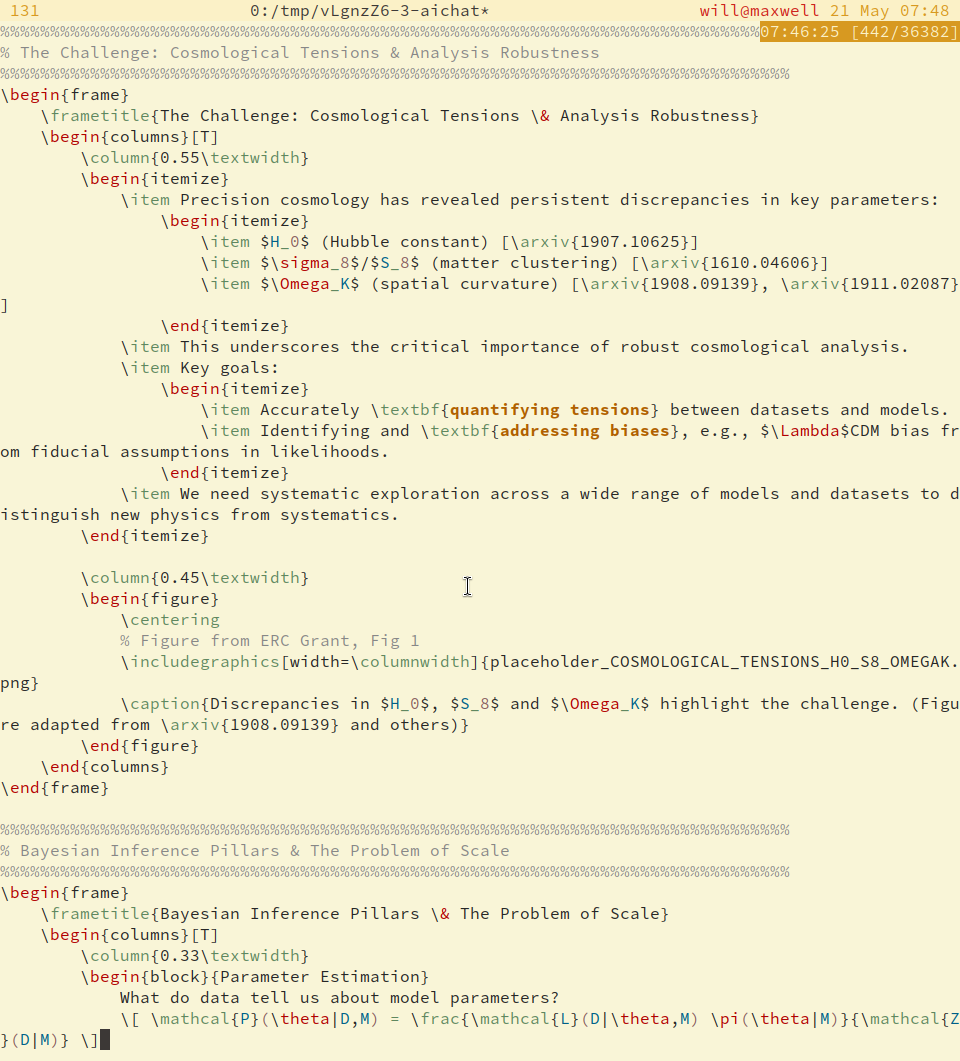 131 0:/tmp/vLgnzZ6-3-aichat* will@maxwell 21 May 07:48
%%%%%%%%%%%%%%%%%%%%%%%%%%%%%%%%%%%%%%%%%%%%%%%%%%%%%%%%%%%%%%%%%%%%%%%%%%%%%%07:46:25 [442/36382]
% The Challenge: Cosmological Tensions & Analysis Robustness
%%%%%%%%%%%%%%%%%%%%%%%%%%%%%%%%%%%%%%%%%%%%%%%%%%%%%%%%%%%%%%%%%%%%%%%%%%%%%%%%%
\begin{frame}
    \frametitle{The Challenge: Cosmological Tensions \& Analysis Robustness}
    \begin{columns}[T]
        \column{0.55\textwidth}
        \begin{itemize}
            \item Precision cosmology has revealed persistent discrepancies in key parameters:
                \begin{itemize}
                    \item $H_0$ (Hubble constant) [\arxiv{1907.10625}]
                    \item $\sigma_8$/$S_8$ (matter clustering) [\arxiv{1610.04606}]
                    \item $\Omega_K$ (spatial curvature) [\arxiv{1908.09139}, \arxiv{1911.02087}
]
                \end{itemize}
            \item This underscores the critical importance of robust cosmological analysis.
            \item Key goals:
                \begin{itemize}
                    \item Accurately \textbf{quantifying tensions} between datasets and models.
                    \item Identifying and \textbf{addressing biases}, e.g., $\Lambda$CDM bias fr
om fiducial assumptions in likelihoods.
                \end{itemize}
            \item We need systematic exploration across a wide range of models and datasets to d
istinguish new physics from systematics.
        \end{itemize}
        \column{0.45\textwidth}
        \begin{figure}
            \centering
            % Figure from ERC Grant, Fig 1
            \includegraphics[width=\columnwidth]{placeholder_COSMOLOGICAL_TENSIONS_H0_S8_OMEGAK.
png}
            \caption{Discrepancies in $H_0$, $S_8$ and $\Omega_K$ highlight the challenge. (Figu
re adapted from \arxiv{1908.09139} and others)}
        \end{figure}
    \end{columns}
\end{frame}
%%%%%%%%%%%%%%%%%%%%%%%%%%%%%%%%%%%%%%%%%%%%%%%%%%%%%%%%%%%%%%%%%%%%%%%%%%%%%%%%%
% Bayesian Inference Pillars & The Problem of Scale
%%%%%%%%%%%%%%%%%%%%%%%%%%%%%%%%%%%%%%%%%%%%%%%%%%%%%%%%%%%%%%%%%%%%%%%%%%%%%%%%%
\begin{frame}
    \frametitle{Bayesian Inference Pillars \& The Problem of Scale}
    \begin{columns}[T]
        \column{0.33\textwidth}
        \begin{block}{Parameter Estimation}
            What do data tell us about model parameters?
            \[ \mathcal{P}(\theta|D,M) = \frac{\mathcal{L}(D|\theta,M) \pi(\theta|M)}{\mathcal{Z
}(D|M)} \]